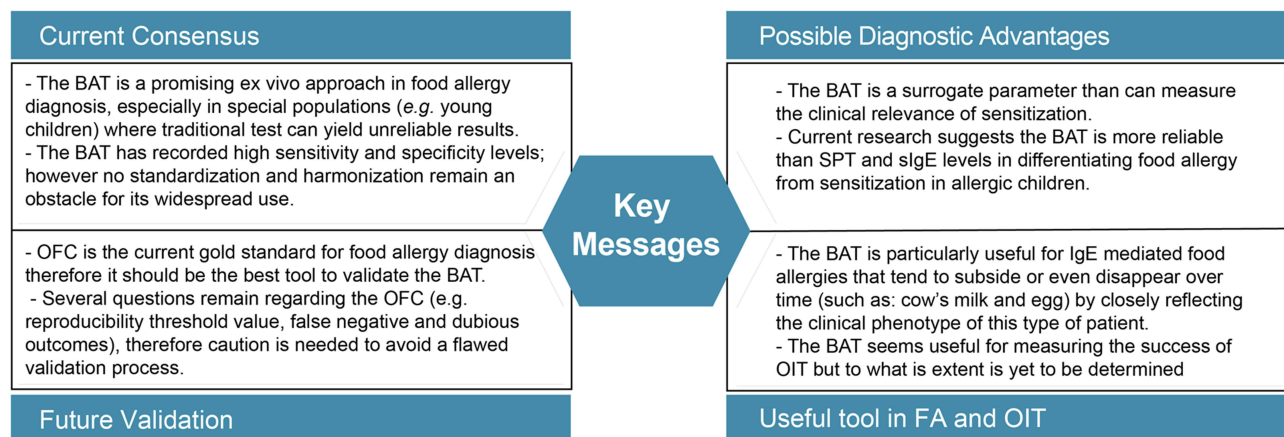 Current Consensus
- The BAT is a promising ex vivo approach in food allergy
diagnosis, especially in special populations (e.g. young
children) where traditional test can yield unreliable results.
- The BAT has recorded high sensitivity and specificity levels;
however no standardization and harmonization remain an
obstacle for its widespread use.
Possible Diagnostic Advantages
- The BAT is a surrogate parameter than can measure
the clinical relevance of sensitization.
- Current research suggests the BAT is more reliable
than SPT and sIgE levels in differentiating food allergy
from sensitization in allergic children.
Key
Messages
- OFC is the current gold standard for food allergy diagnosis
therefore it should be the best tool to validate the BAT.
- Several questions remain regarding the OFC (e.g.
reproducibility threshold value, false negative and dubious
outcomes), therefore caution is needed to avoid a flawed
validation process.
Future Validation
- The BAT is particularly useful for IgE mediated food
allergies that tend to subside or even disappear over
time (such as: cow's milk and egg) by closely reflecting
the clinical phenotype of this type of patient.
- The BAT seems useful for measuring the success of
OIT but to what is extent is yet to be determined
Useful tool in FA and OIT